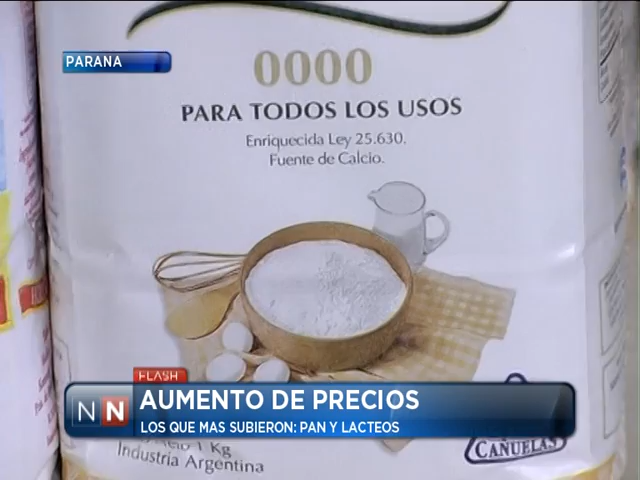 PARANA
0000
PARA TODOS LOS USOS
Enriquecida Ley 25.630.
Fuente de Calcio.
FLASH
NN
AUMENTO DE PRECIOS
LOS QUE MAS SUBIERON: PAN Y LACTEOS
1 Kg
Industria Argentina
CAÑUELAS